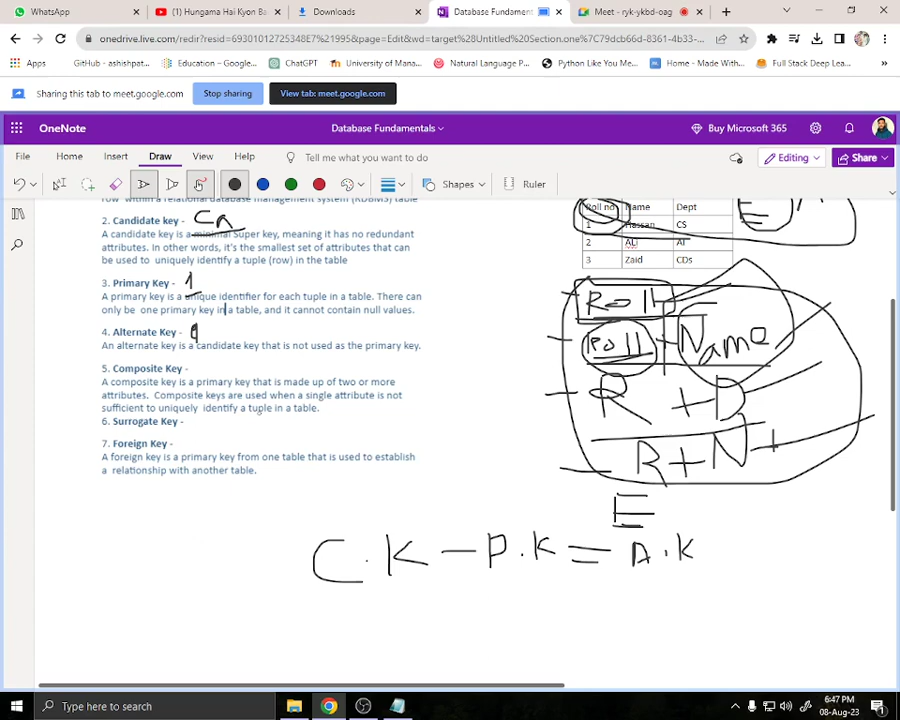 WhatsApp
(1) Hungama Hai Kyon Ba
Downloads
Database Fundament
Meet - ryk-ykbd-oag
onedrive.live.com/redir?resid=69301012725348E7%21995&page=Edit&wd=target%28Untitled Section.one%7C79dcb66d-8361-4b33-...
Apps
GitHub :: ashishpat...
Education – Google...
ChatGPT
University of Mana...
Natural Language P...
Python Like You Me...
Home - Made With...
Full Stack Deep Lea...
Sharing this tab to meet.google.com
Stop sharing
View tab: meet.google.com
OneNote
Database Fundamentals
Buy Microsoft 365
File
Home
Insert
Draw
View
Help
Tell me what you want to do
Editing
Share
Shapes
Ruler
row within a relational database management system (RDBMS) table
2. Candidate key -
A candidate key is a minimal Super key, meaning it has no redundant
attributes. In other words, it's the smallest set of attributes that can
be used to uniquely identify a tuple (row) in the table
3. Primary Key - 1
A primary key is a unique identifier for each tuple in a table. There can
only be one primary key in a table, and it cannot contain null values.
4. Alternate Key -
An alternate key is a candidate key that is not used as the primary key.
5. Composite Key -
A composite key is a primary key that is made up of two or more
attributes. Composite keys are used when a single attribute is not
sufficient to uniquely identify a tuple in a table.
6. Surrogate Key -
7. Foreign Key -
A foreign key is a primary key from one table that is used to establish
a relationship with another table.
Roll no Name Dept
1 Hassan CS
2 ALi AI
3 Zaid CDs
E
Roll
Roll + Name
R + D
R+N+
E
C.K — P.K = A.K
Type here to search
6:47 PM
08-Aug-23